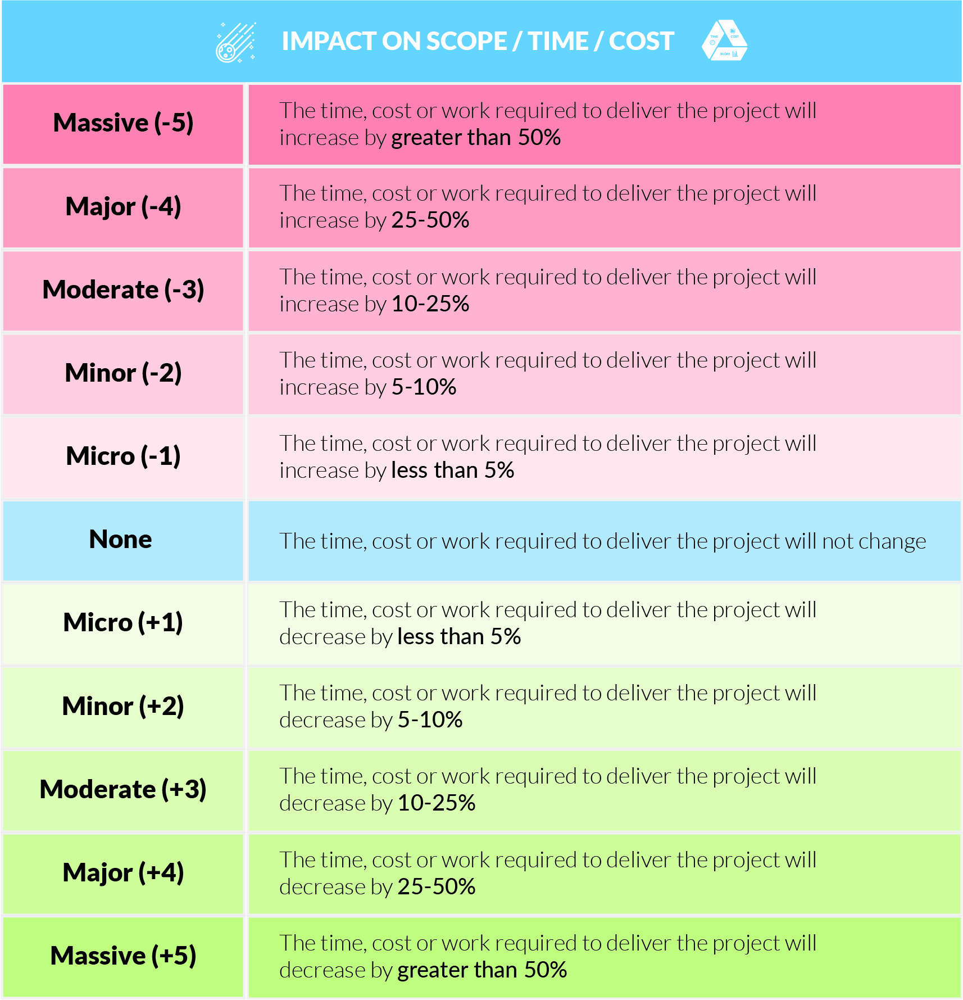 IMPACT ON SCOPE / TIME / COST
TIME
COST
SCOPE
Massive (-5)
The time, cost or work required to deliver the project will
increase by greater than 50%
Major (-4)
The time, cost or work required to deliver the project will
increase by 25-50%
Moderate (-3)
The time, cost or work required to deliver the project will
increase by 10-25%
Minor (-2)
The time, cost or work required to deliver the project will
increase by 5-10%
Micro (-1)
The time, cost or work required to deliver the project will
increase by less than 5%
None
The time, cost or work required to deliver the project will not change
Micro (+1)
The time, cost or work required to deliver the project will
decrease by less than 5%
Minor (+2)
The time, cost or work required to deliver the project will
decrease by 5-10%
Moderate (+3)
The time, cost or work required to deliver the project will
decrease by 10-25%
Major (+4)
The time, cost or work required to deliver the project will
decrease by 25-50%
Massive (+5)
The time, cost or work required to deliver the project will
decrease by greater than 50%